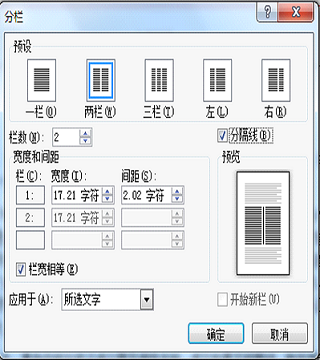 分栏
预设
一栏(O) 两栏(W) 三栏(T) 左(L) 右(R)
栏数(N): 2 分隔线(B)
宽度和间距 预览
栏(C): 宽度(I): 间距(S):
1: 17.21 字符 2.02 字符
2: 17.21 字符
栏宽相等(E)
应用于(A): 所选文字 开始新栏(U)
确定 取消